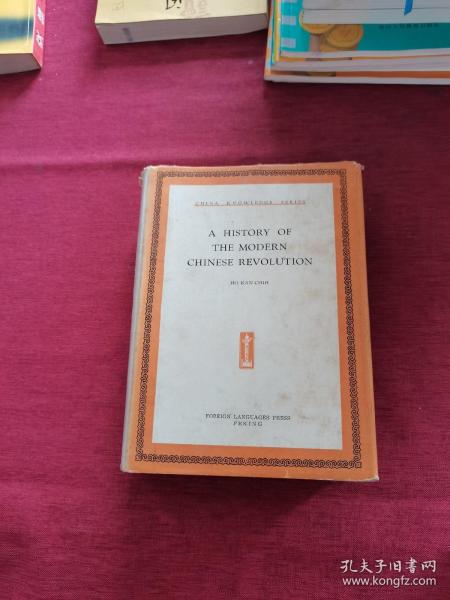 CHINA KNOWLEDGE SERIES
A HISTORY OF
THE MODERN
CHINESE REVOLUTION
HO KAN-CHIH
FOREIGN LANGUAGES PRESS
PEKING
孔夫子旧书网
www.kongfz.com